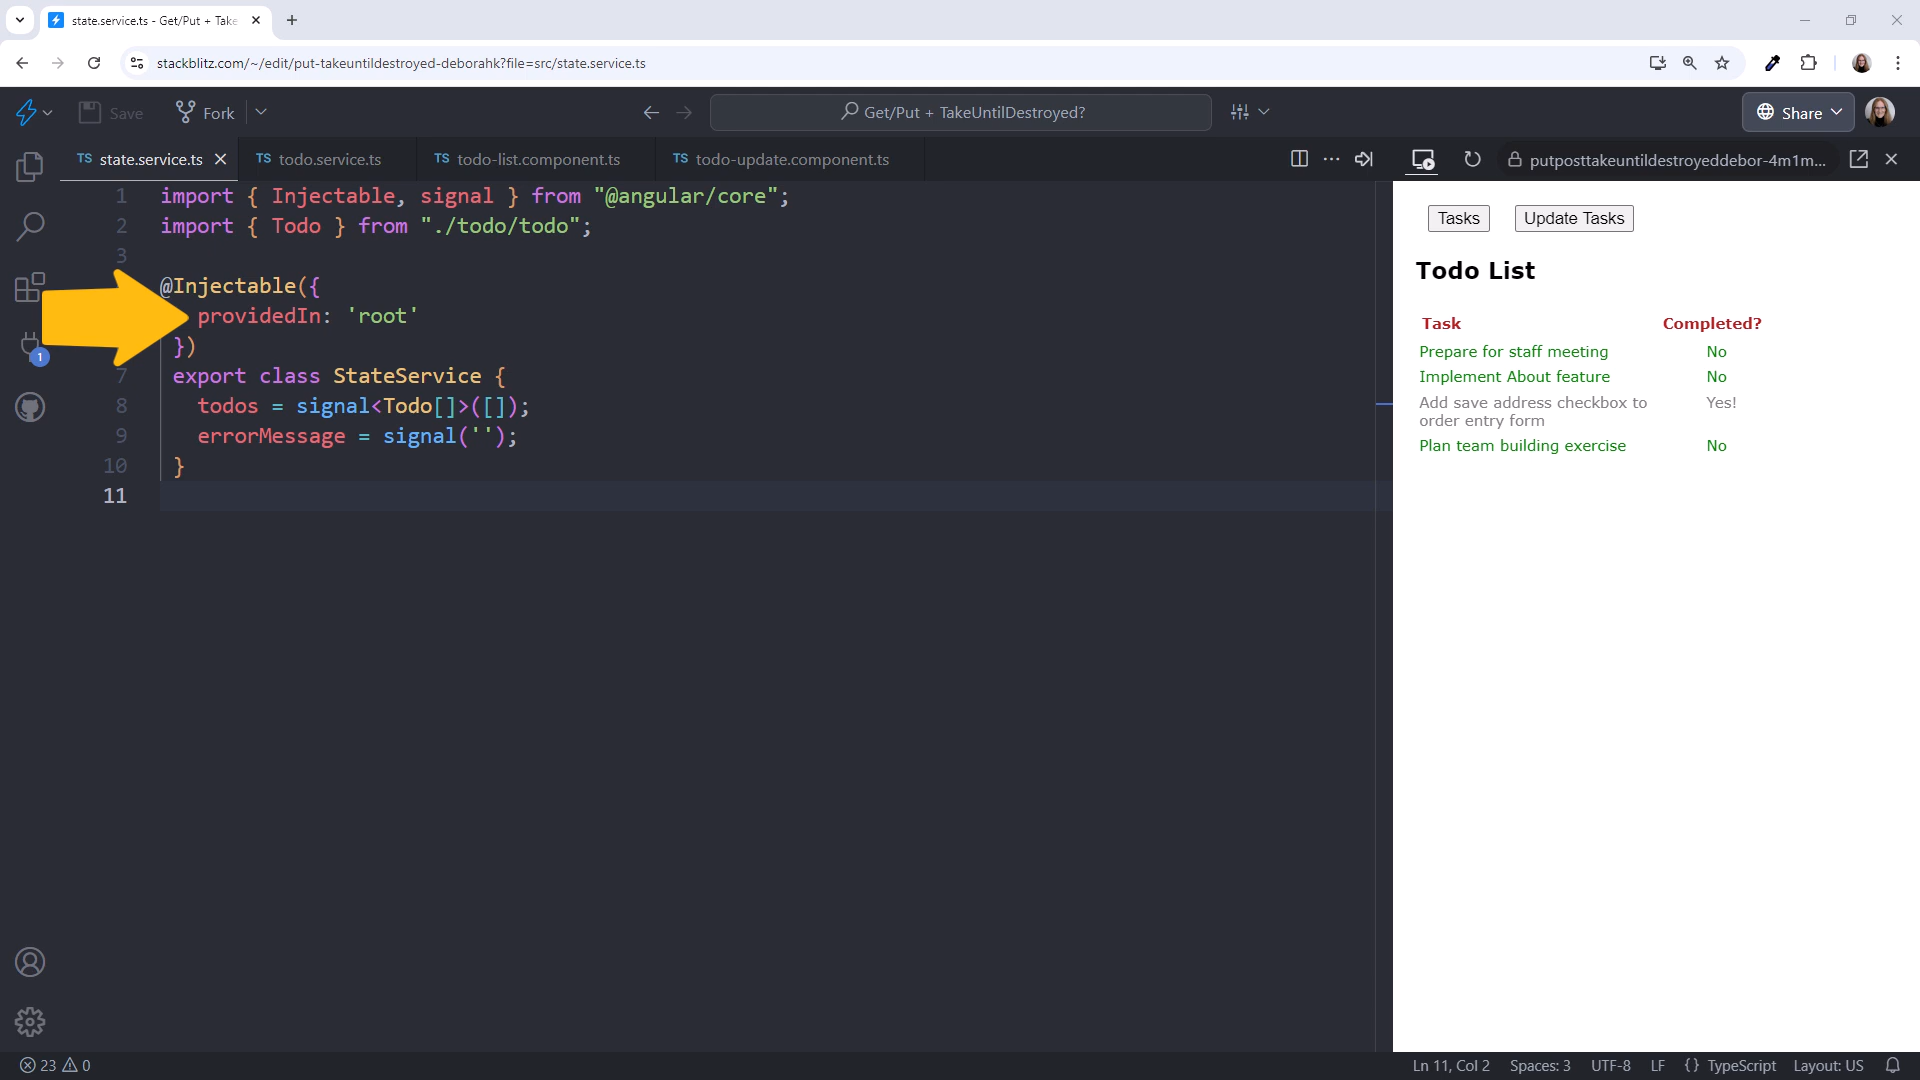 state.service.ts - Get/Put + Take
stackblitz.com/~/edit/put-takeuntildestroyed-deborahk?file=src/state.service.ts
Save
Fork
Get/Put + TakeUntilDestroyed?
Share
TS state.service.ts
TS todo.service.ts
TS todo-list.component.ts
TS todo-update.component.ts
putposttakeuntildestroyeddebor-4m1m...
1 import { Injectable, signal } from "@angular/core";
2 import { Todo } from "./todo/todo";
3
@Injectable({
providedIn: 'root'
})
7 export class StateService {
8 todos = signal<Todo[]>([]);
9 errorMessage = signal('');
10 }
11
1
Tasks
Update Tasks
Todo List
Task Completed?
Prepare for staff meeting No
Implement About feature No
Add save address checkbox to Yes!
order entry form
Plan team building exercise No
23 0
Ln 11, Col 2
Spaces: 3
UTF-8
LF
{} TypeScript
Layout: US